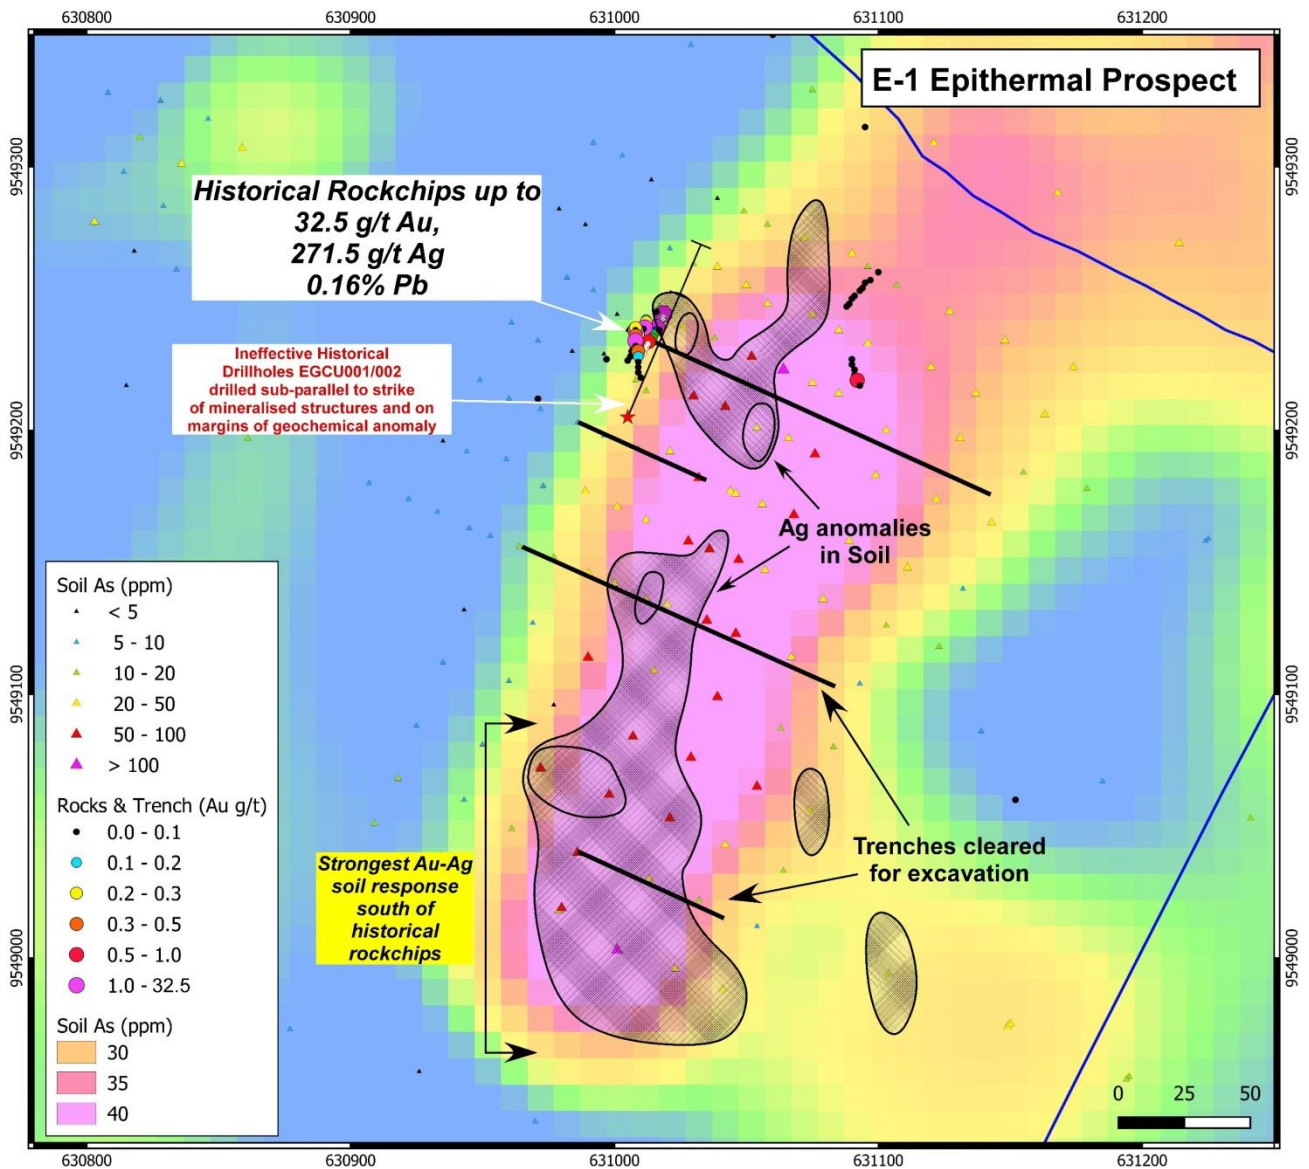 630800
630900
631000
631100
631200
E-1 Epithermal Prospect
9549300
9549300
Historical Rockchips up to
32.5 g/t Au,
271.5 g/t Ag
0.16% Pb
Ineffective Historical
Drillholes EGCU001/002
drilled sub-parallel to strike
of mineralised structures and on
margins of geochemical anomaly
9549200
9549200
Ag anomalies
in Soil
Soil As (ppm)
< 5
5 - 10
10 - 20
20 - 50
50 - 100
> 100
Rocks & Trench (Au g/t)
0.0 - 0.1
0.1 - 0.2
0.2 - 0.3
0.3 - 0.5
0.5 - 1.0
1.0 - 32.5
Soil As (ppm)
30
35
40
9549100
9549100
Strongest Au-Ag
soil response
south of
historical
rockchips
Trenches cleared
for excavation
9549000
9549000
0 25 50
630800
630900
631000
631100
631200